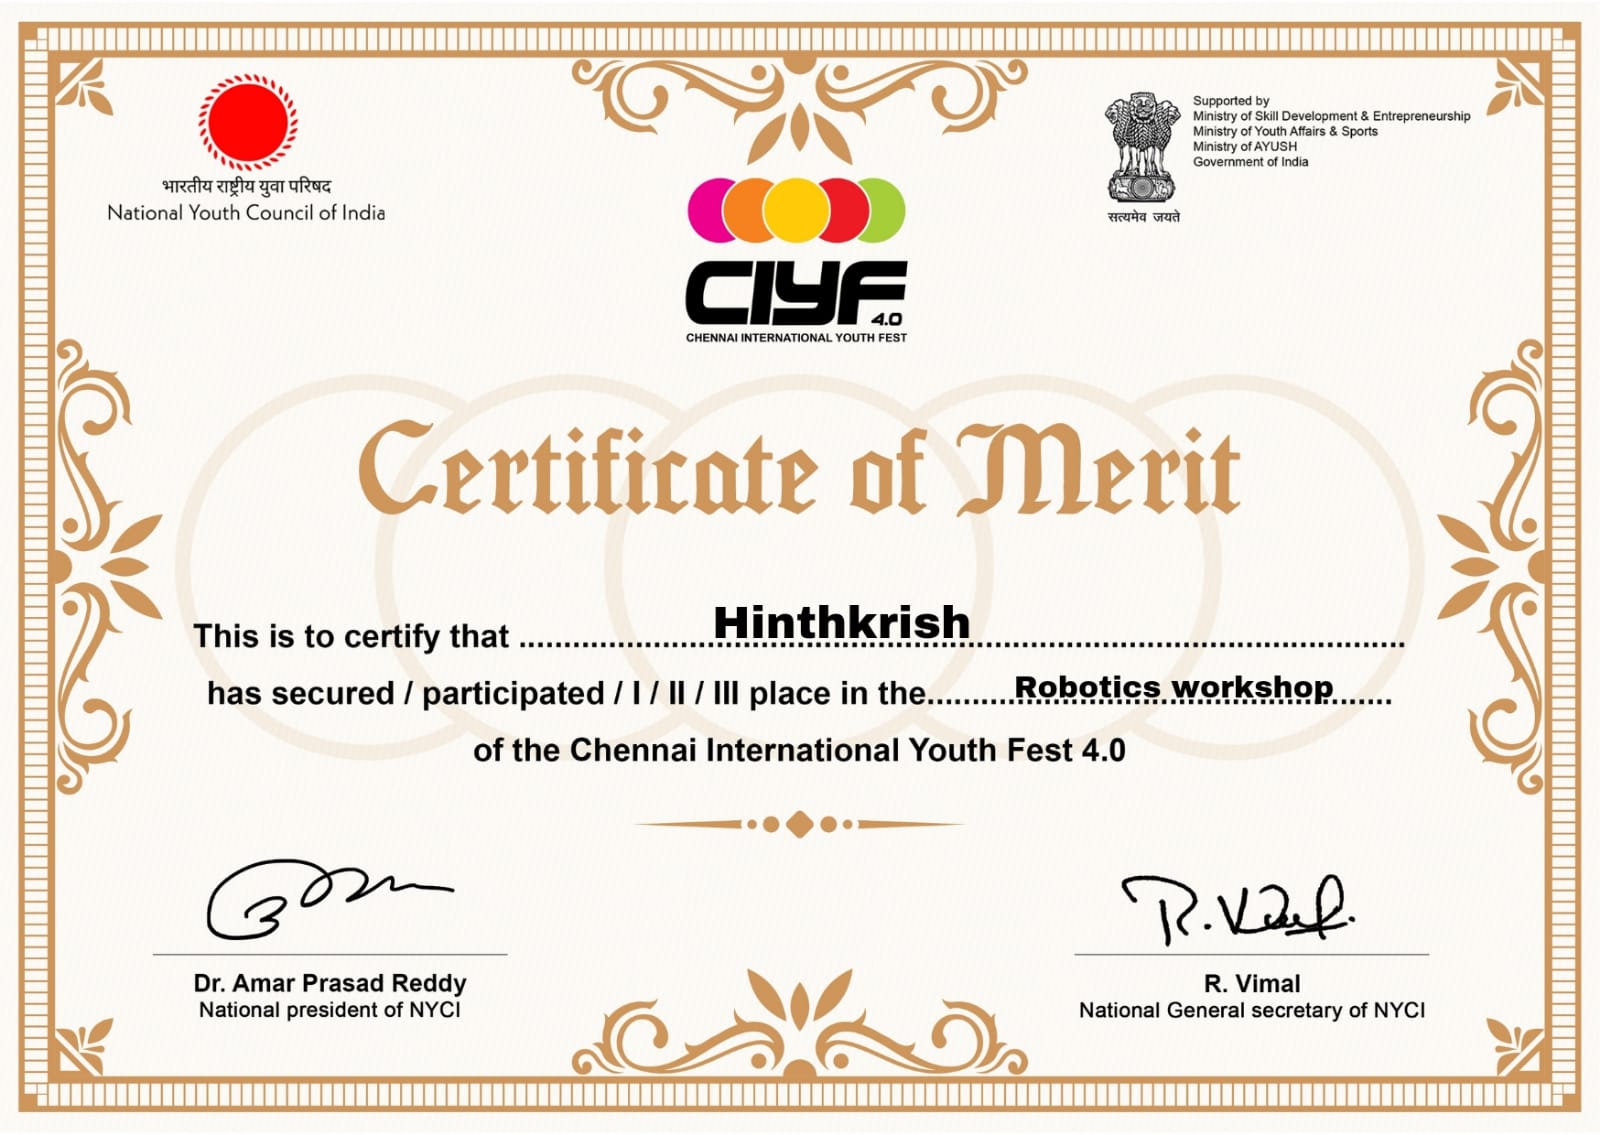 भारतीय राष्ट्रीय युवा परिषद
National Youth Council of India
Supported by
Ministry of Skill Development & Entrepreneurship
Ministry of Youth Affairs & Sports
Ministry of AYUSH
Government of India
सत्यमेव जयते
CIYF
4.0
CHENNAI INTERNATIONAL YOUTH FEST
Certificate of Merit
This is to certify that ........................Hinthkrish................................................
has secured / participated / I / II / III place in the..........Robotics workshop.......
of the Chennai International Youth Fest 4.0
R. Vimal.
Dr. Amar Prasad Reddy
National president of NYCI
R. Vimal
National General secretary of NYCI